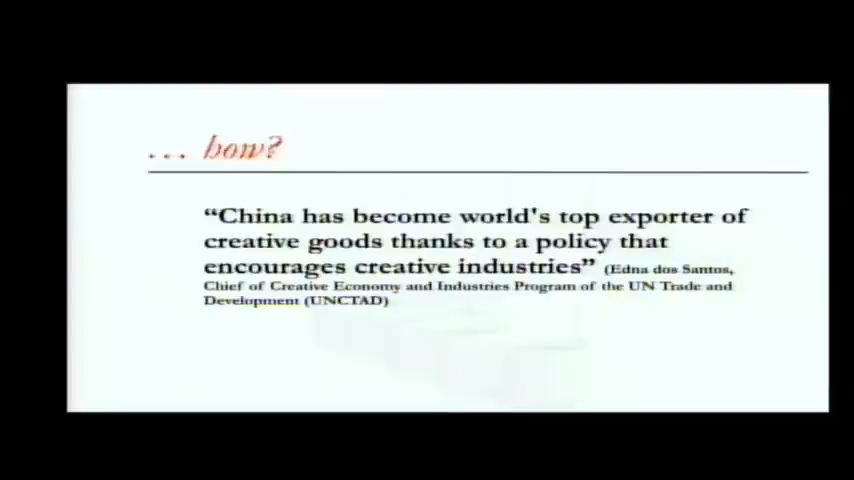 ... how?
“China has become world's top exporter of
creative goods thanks to a policy that
encourages creative industries” (Edna dos Santos,
Chief of Creative Economy and Industries Program of the UN Trade and
Development (UNCTAD)